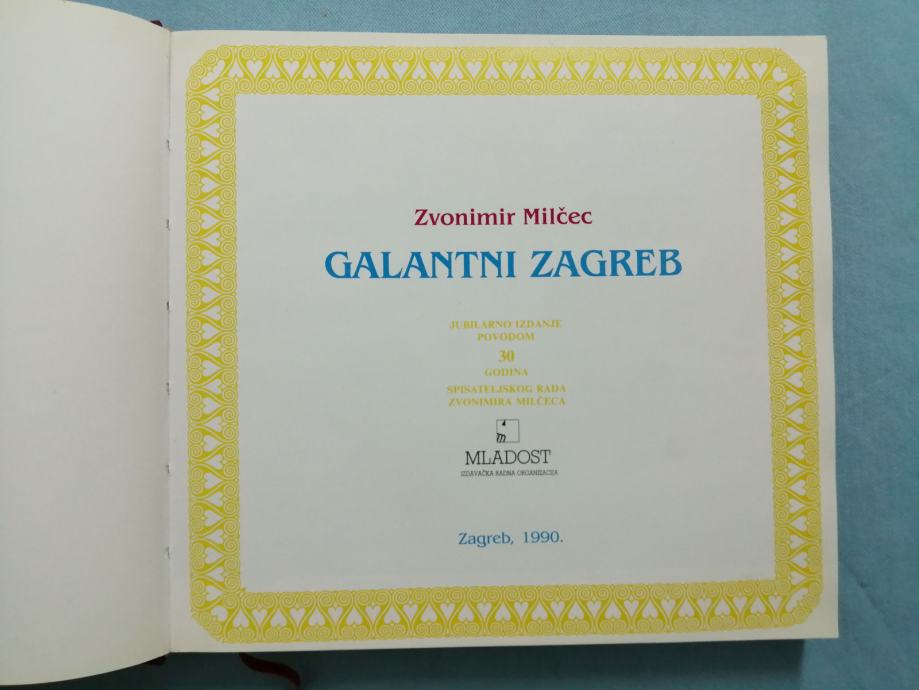 Zvonimir Milčec
GALANTNI ZAGREB
JUBILARNO IZDANJE
POVODOM
30
GODINA
SPISATELJSKOG RADA
ZVONIMIRA MILČECA
MLADOST
IZDAVAČKA RADNA ORGANIZACIJA
Zagreb, 1990.